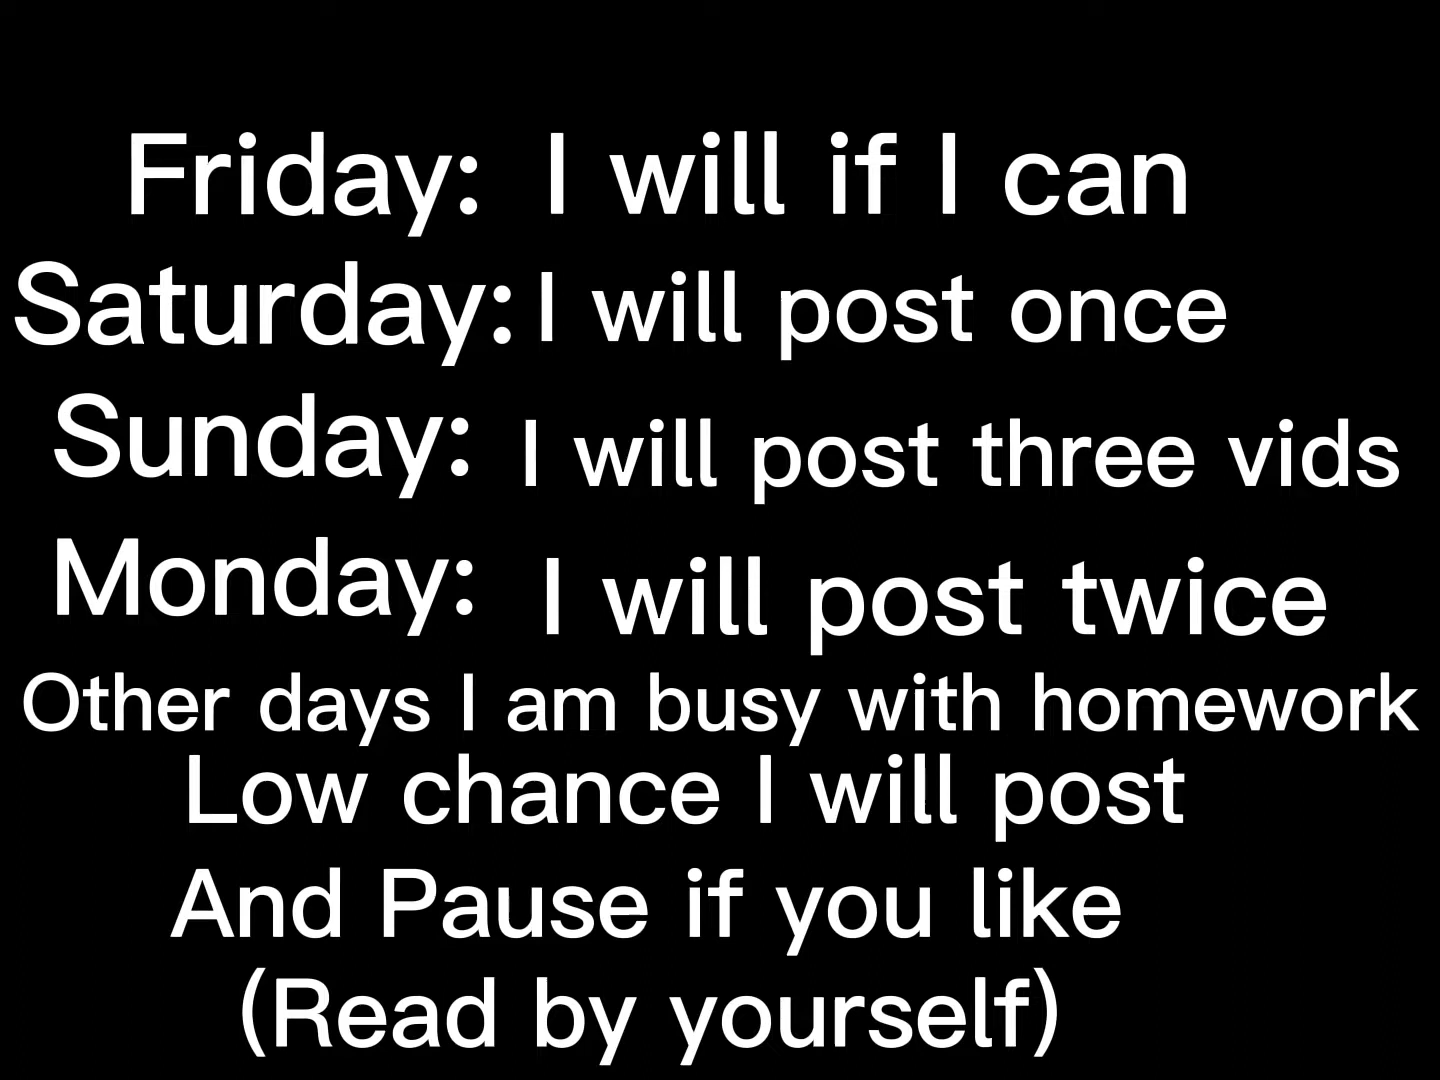 Friday: I will if I can
Saturday: I will post once
Sunday: I will post three vids
Monday: I will post twice
Other days I am busy with homework
Low chance I will post
And Pause if you like
(Read by yourself)